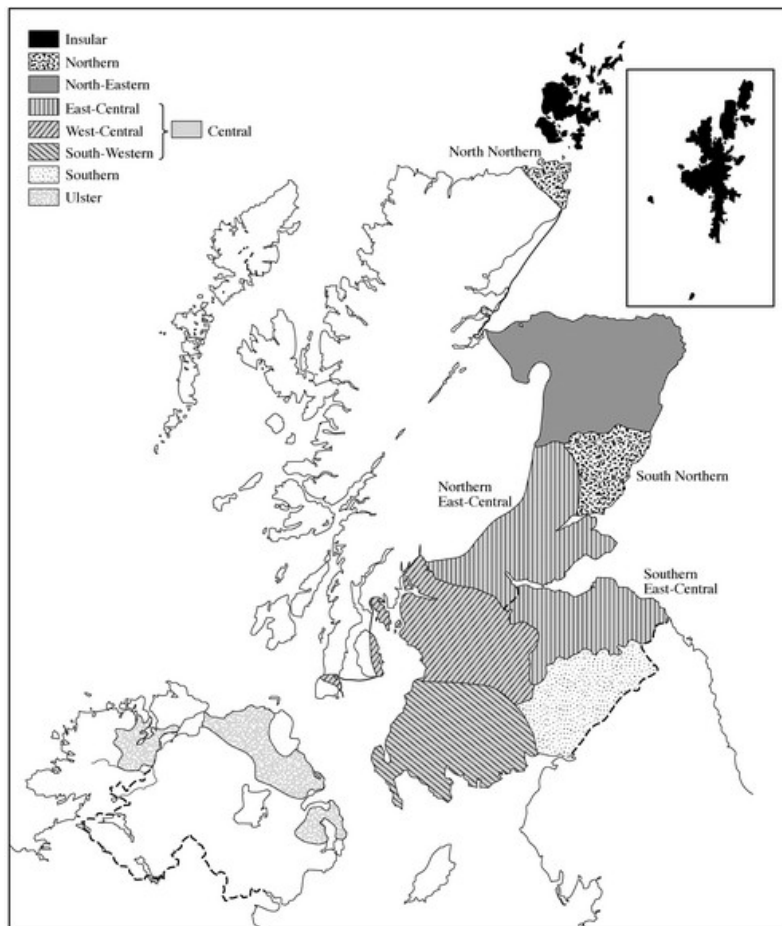 Insular
Northern
North-Eastern
East-Central
West-Central
Central
South-Western
Southern
Ulster
North Northern
Northern
East-Central
South Northern
Southern
East-Central